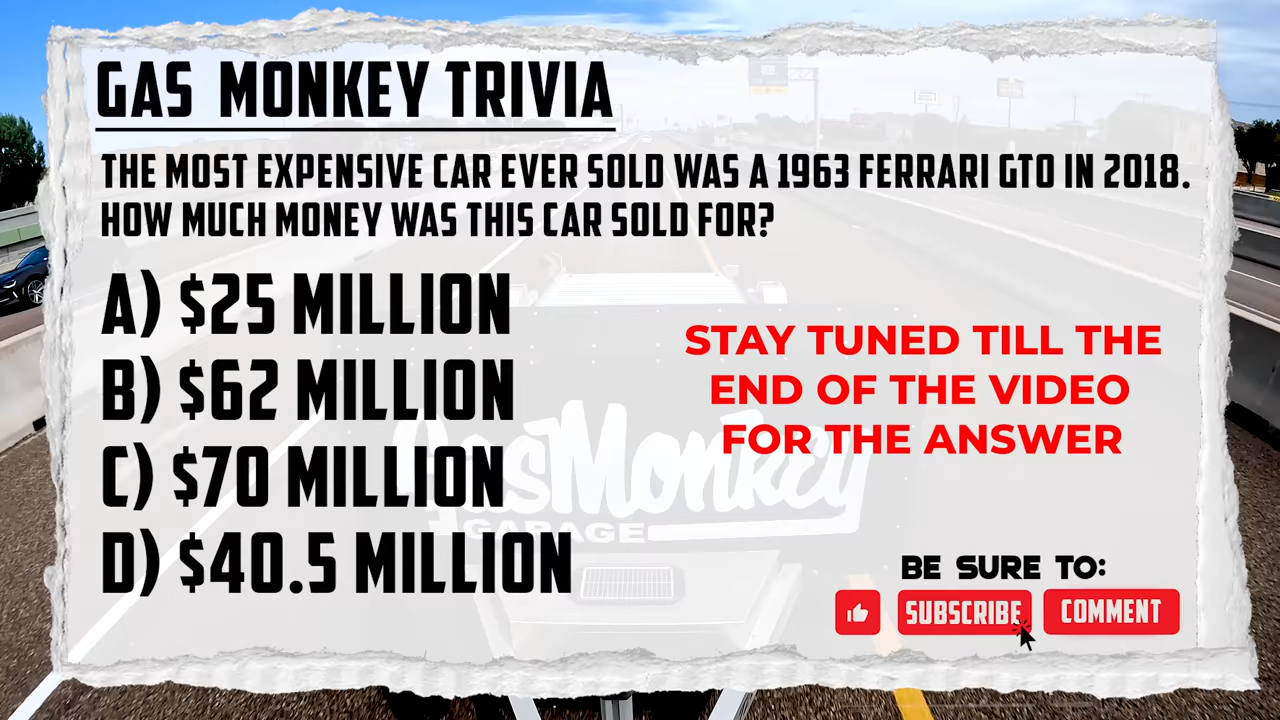 GAS MONKEY TRIVIA
THE MOST EXPENSIVE CAR EVER SOLD WAS A 1963 FERRARI GTO IN 2018.
HOW MUCH MONEY WAS THIS CAR SOLD FOR?
A) $25 MILLION
B) $62 MILLION
C) $70 MILLION
D) $40.5 MILLION
STAY TUNED TILL THE
END OF THE VIDEO
FOR THE ANSWER
GasMonkey
GARAGE
BE SURE TO:
SUBSCRIBE
COMMENT